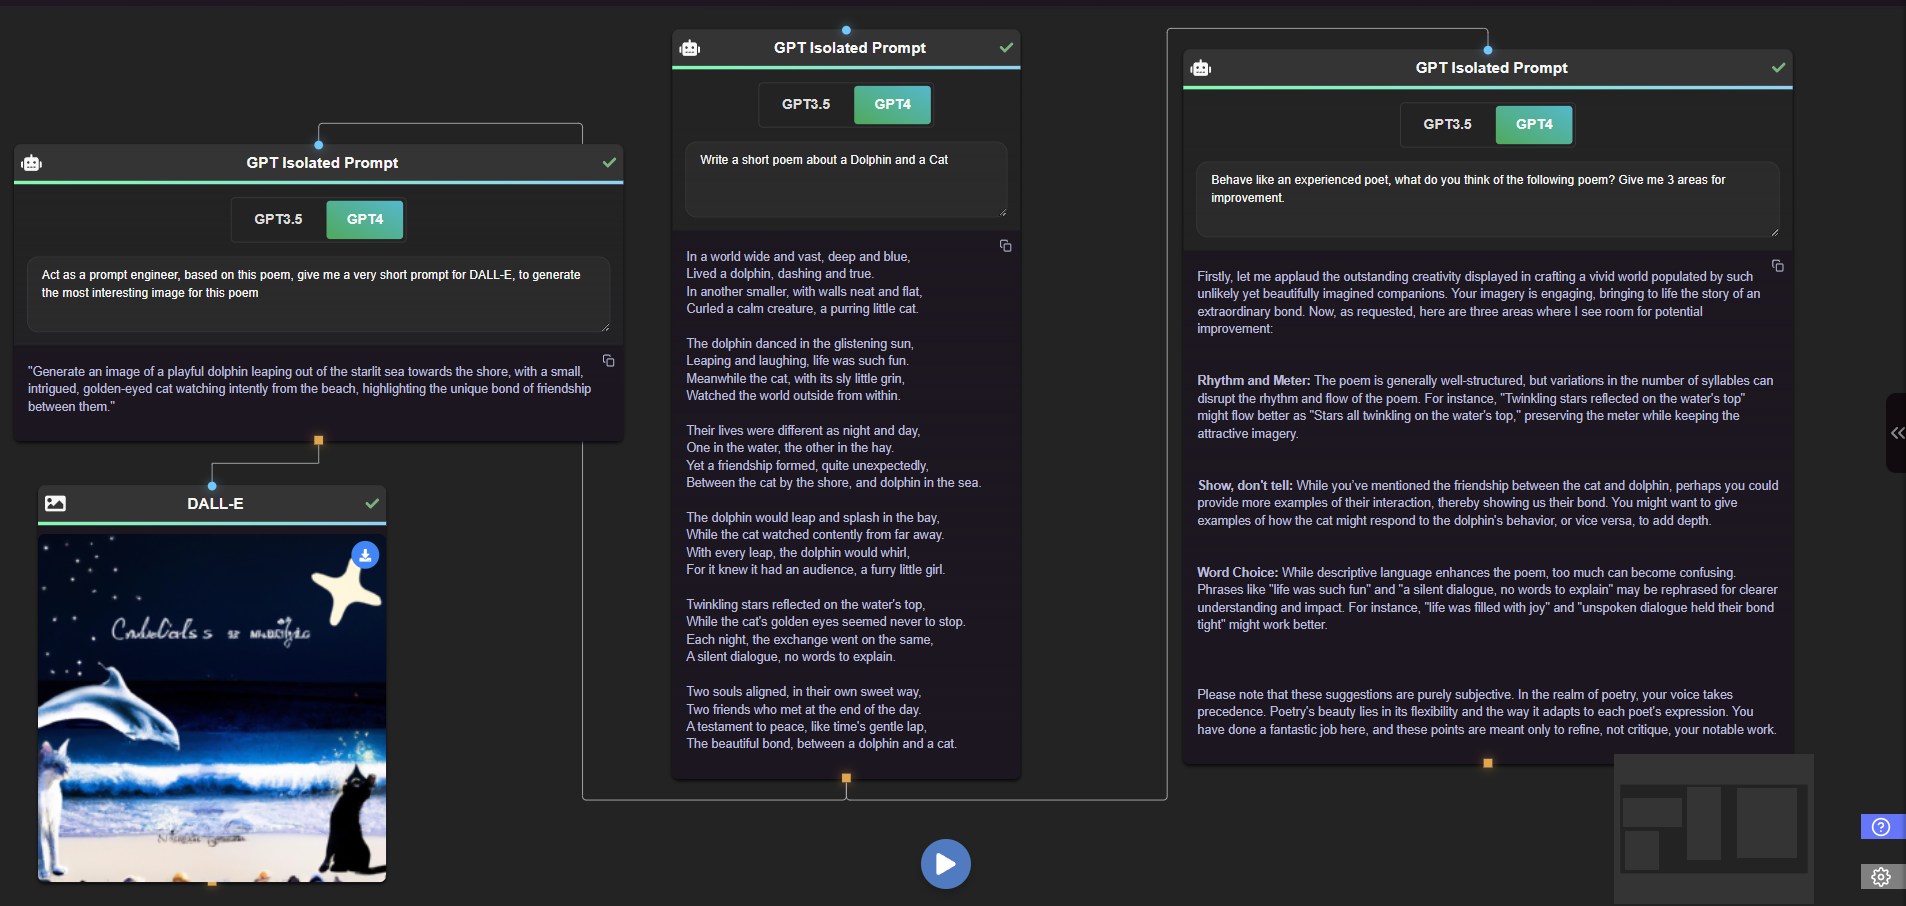 GPT Isolated Prompt
GPT3.5
GPT4
Act as a prompt engineer, based on this poem, give me a very short prompt for DALL-E, to generate
the most interesting image for this poem
"Generate an image of a playful dolphin leaping out of the starlit sea towards the shore, with a small,
intrigued, golden-eyed cat watching intently from the beach, highlighting the unique bond of friendship
between them."
DALL-E
GPT Isolated Prompt
GPT3.5
GPT4
Write a short poem about a Dolphin and a Cat
In a world wide and vast, deep and blue,
Lived a dolphin, dashing and true.
In another smaller, with walls neat and flat,
Curled a calm creature, a purring little cat.
The dolphin danced in the glistening sun,
Leaping and laughing, life was such fun.
Meanwhile the cat, with its sly little grin,
Watched the world outside from within.
Their lives were different as night and day,
One in the water, the other in the hay.
Yet a friendship formed, quite unexpectedly,
Between the cat by the shore, and dolphin in the sea.
The dolphin would leap and splash in the bay,
While the cat watched contently from far away.
With every leap, the dolphin would whirl,
For it knew it had an audience, a furry little girl.
Twinkling stars reflected on the water's top,
While the cat's golden eyes seemed never to stop.
Each night, the exchange went on the same,
A silent dialogue, no words to explain.
Two souls aligned, in their own sweet way,
Two friends who met at the end of the day.
A testament to peace, like time's gentle lap,
The beautiful bond, between a dolphin and a cat.
GPT Isolated Prompt
GPT3.5
GPT4
Behave like an experienced poet, what do you think of the following poem? Give me 3 areas for
improvement.
Firstly, let me applaud the outstanding creativity displayed in crafting a vivid world populated by such
unlikely yet beautifully imagined companions. Your imagery is engaging, bringing to life the story of an
extraordinary bond. Now, as requested, here are three areas where I see room for potential
improvement:
Rhythm and Meter: The poem is generally well-structured, but variations in the number of syllables can
disrupt the rhythm and flow of the poem. For instance, "Twinkling stars reflected on the water's top"
might flow better as "Stars all twinkling on the water's top," preserving the meter while keeping the
attractive imagery.
Show, don't tell: While you've mentioned the friendship between the cat and dolphin, perhaps you could
provide more examples of their interaction, thereby showing us their bond. You might want to give
examples of how the cat might respond to the dolphin's behavior, or vice versa, to add depth.
Word Choice: While descriptive language enhances the poem, too much can become confusing.
Phrases like "life was such fun" and "a silent dialogue, no words to explain" may be rephrased for clearer
understanding and impact. For instance, "life was filled with joy" and "unspoken dialogue held their bond
tight" might work better.
Please note that these suggestions are purely subjective. In the realm of poetry, your voice takes
precedence. Poetry's beauty lies in its flexibility and the way it adapts to each poet's expression. You
have done a fantastic job here, and these points are meant only to refine, not critique, your notable work.